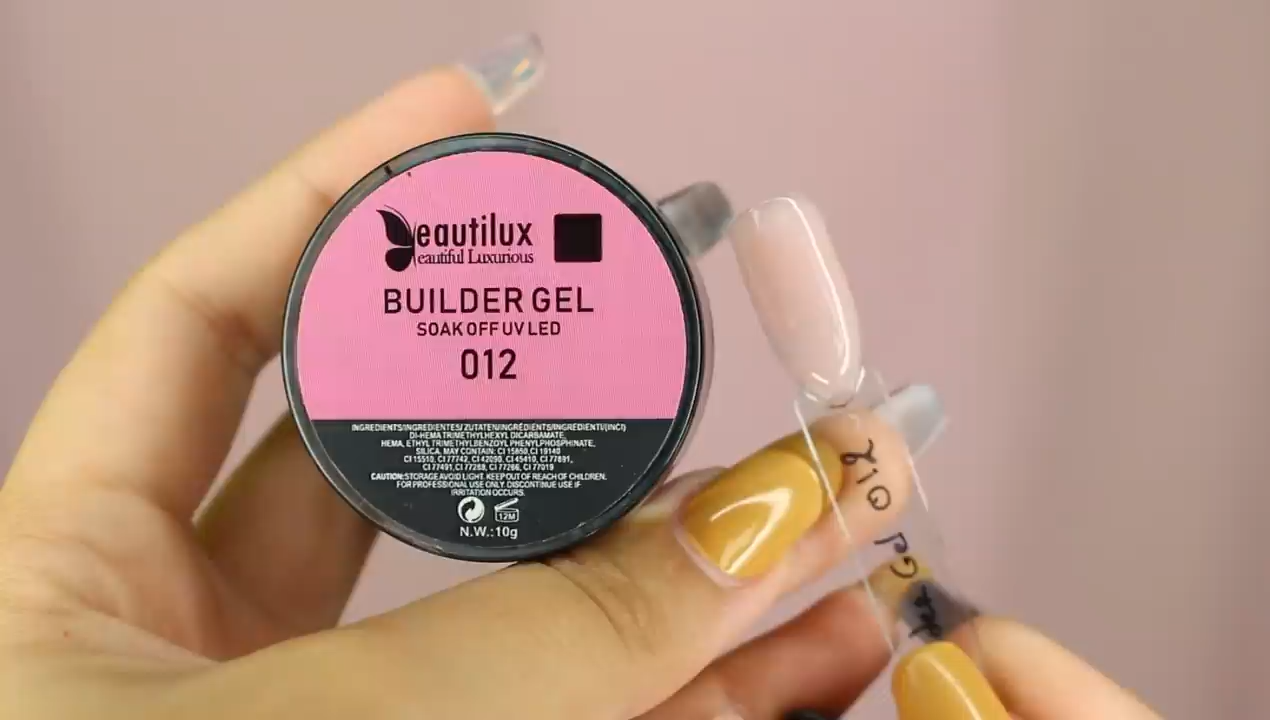 eautilux
eautiful Luxurious
BUILDER GEL
SOAK OFF UV LED
012
INGREDIENTS/INGREDIENTES/ZUTATEN/INGRÉDIENTS/INGREDIENTI/(INCI)
DI-HEMA TRIMETHYLHEXYL DICARBAMATE,
HEMA, ETHYL TRIMETHYLBENZOYL PHENYLPHOSPHINATE,
SILICA, MAY CONTAIN: CI 15850, CI 19140
CI 15510, CI 77742, CI 42090, CI 45410, CI 77891,
CI 77491, CI 77288, CI 77266, CI 77019
CAUTION: STORAGE AVOID LIGHT. KEEP OUT OF REACH OF CHILDREN.
FOR PROFESSIONAL USE ONLY. DISCONTINUE USE IF
IRRITATION OCCURS.
12M
N.W.:10g
012